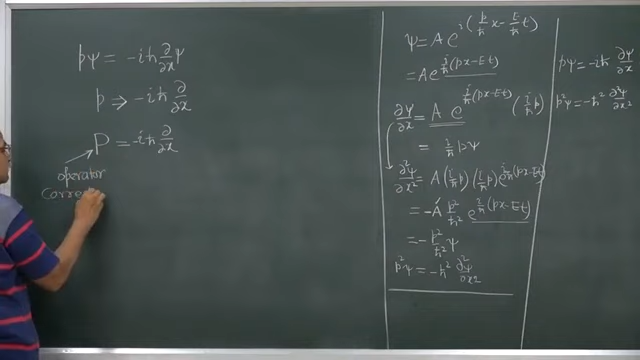 pψ = -iħ ∂/∂x ψ
p → -iħ ∂/∂x
P = -iħ ∂/∂x
operator
Corre
ψ = A e^i(p/ħ x - E/ħ t)
= A e^i/ħ(px-Et)
∂ψ/∂x = A e^i/ħ(px-Et) (i/ħ p)
= i/ħ pψ
∂²ψ/∂x² = A (i/ħ p)(i/ħ p) e^i/ħ(px-Et)
= -A p²/ħ² e^i/ħ(px-Et)
= - p²/ħ² ψ
p²ψ = -ħ² ∂²ψ/∂x²
pψ = -iħ ∂ψ/∂x
p²ψ = -ħ² ∂²ψ/∂x²